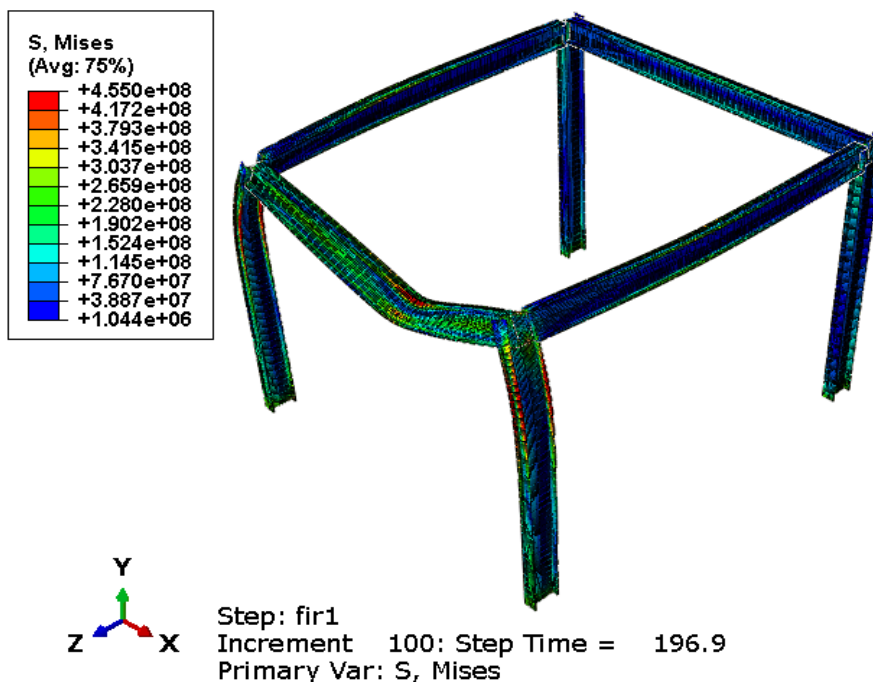 S, Mises
(Avg: 75%)
+4.550e+08
+4.172e+08
+3.793e+08
+3.415e+08
+3.037e+08
+2.659e+08
+2.280e+08
+1.902e+08
+1.524e+08
+1.145e+08
+7.670e+07
+3.887e+07
+1.044e+06
Y
Z X
Step: fir1
Increment 100: Step Time = 196.9
Primary Var: S, Mises